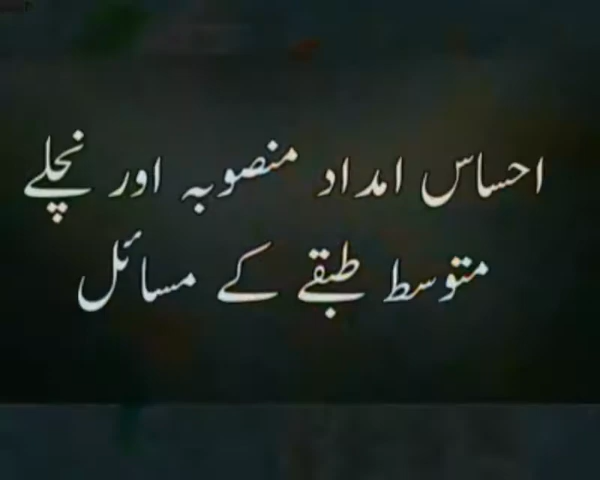 احساس امداد منصوبہ اور نچلے
متوسط طبقے کے مسائل